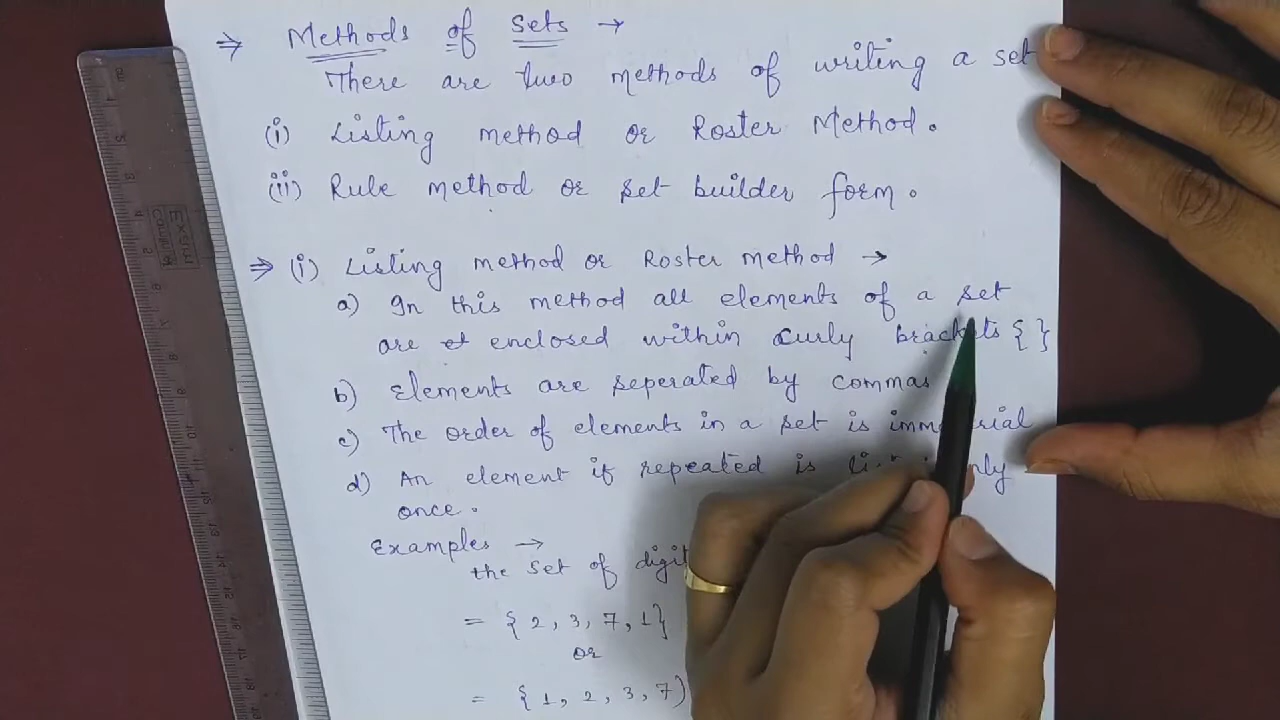 ⇒ Methods of Sets →
There are two methods of writing a set
(i) Listing method or Roster Method.
(ii) Rule method or set builder form.
⇒ (i) Listing method or Roster method →
a) In this method all elements of a set
are enclosed within curly brackets { }
b) Elements are seperated by commas
c) The order of elements in a set is
d) An element if repeated is only
once.
Examples →
the set of digit
= { 2, 3, 7, 1}
or
= { 1, 2, 3, 7}